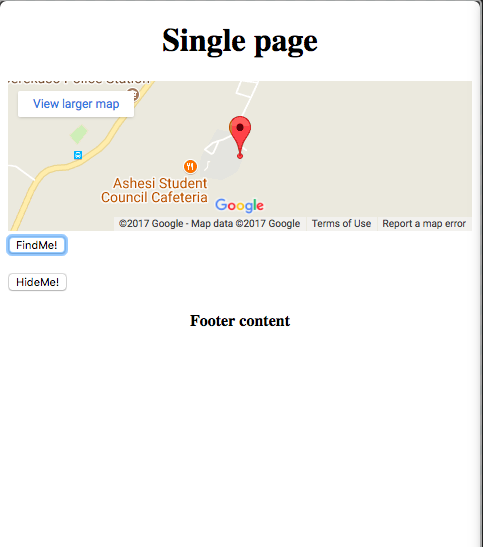 Single page
Police Station
View larger map
Ashesi Student
Council Cafeteria
Google
©2017 Google - Map data ©2017 Google Terms of Use Report a map error
FindMe!
HideMe!
Footer content